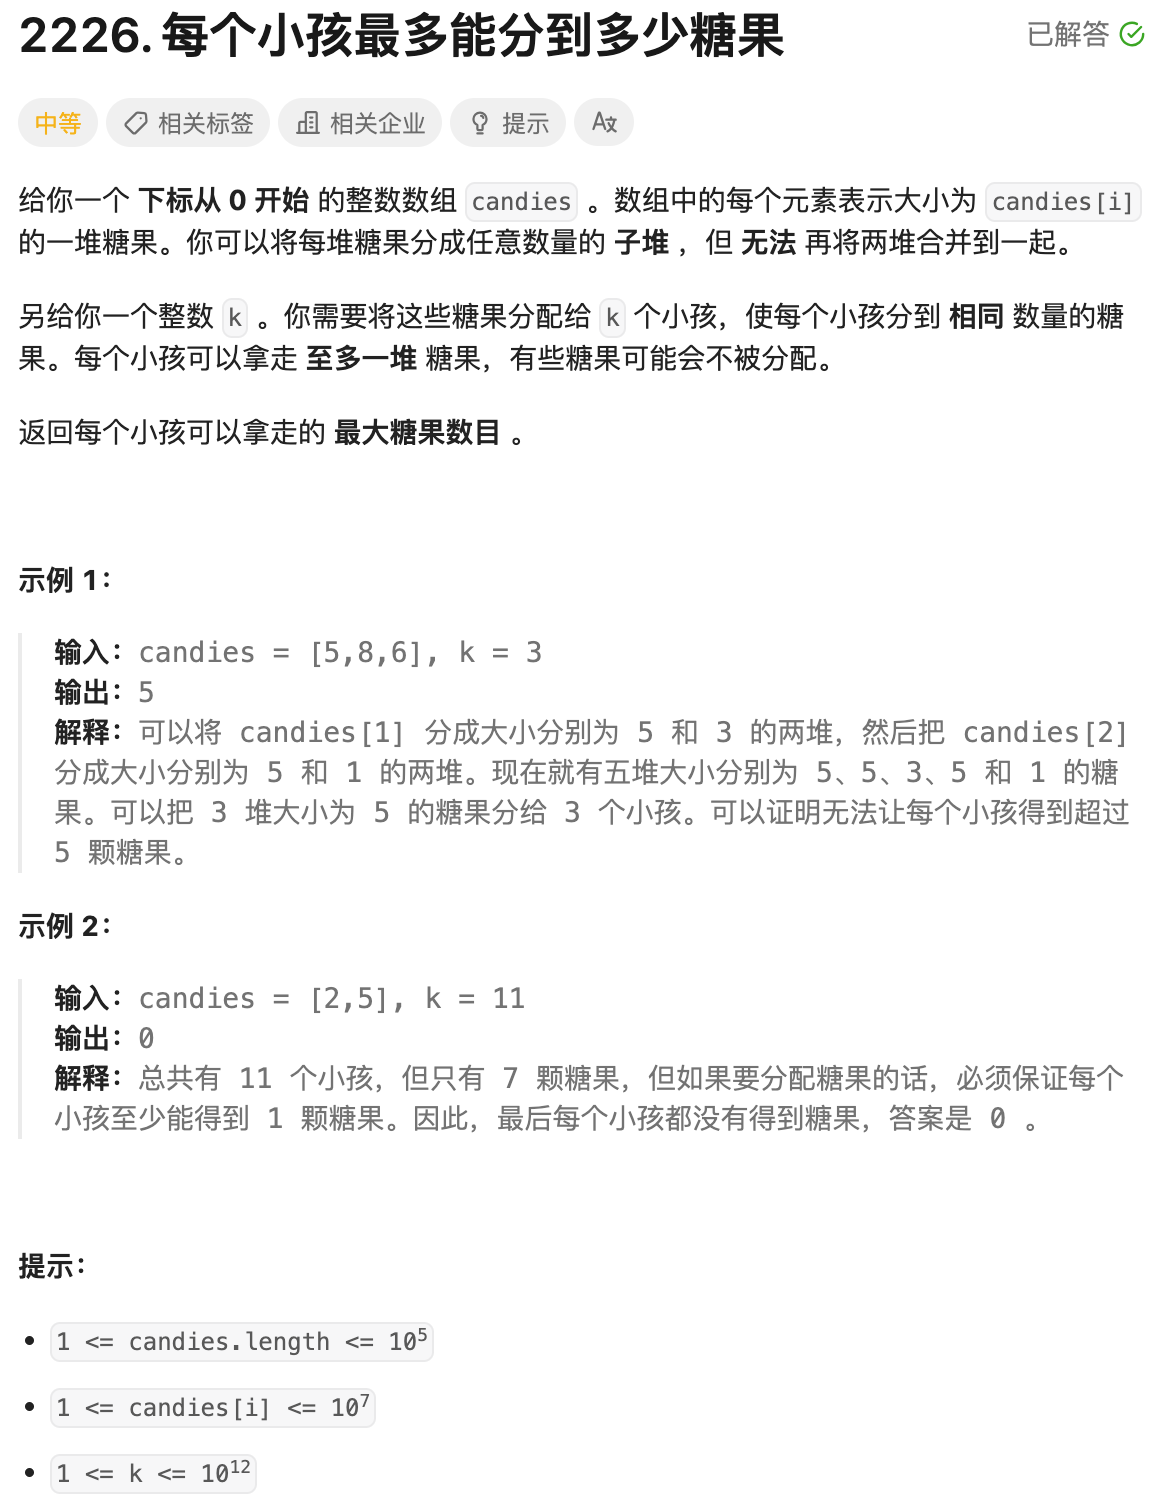 2226. 每个小孩最多能分到多少糖果
已解答
中等 相关标签 相关企业 提示 A文
给你一个 下标从 0 开始 的整数数组 candies 。数组中的每个元素表示大小为 candies[i]
的一堆糖果。你可以将每堆糖果分成任意数量的 子堆 ，但 无法 再将两堆合并到一起。
另给你一个整数 k 。你需要将这些糖果分配给 k 个小孩，使每个小孩分到 相同 数量的糖
果。每个小孩可以拿走 至多一堆 糖果，有些糖果可能会不被分配。
返回每个小孩可以拿走的 最大糖果数目 。
示例 1：
输入：candies = [5,8,6], k = 3
输出：5
解释：可以将 candies[1] 分成大小分别为 5 和 3 的两堆，然后把 candies[2]
分成大小分别为 5 和 1 的两堆。现在就有五堆大小分别为 5、5、3、5 和 1 的糖
果。可以把 3 堆大小为 5 的糖果分给 3 个小孩。可以证明无法让每个小孩得到超过
5 颗糖果。
示例 2：
输入：candies = [2,5], k = 11
输出：0
解释：总共有 11 个小孩，但只有 7 颗糖果，但如果要分配糖果的话，必须保证每个
小孩至少能得到 1 颗糖果。因此，最后每个小孩都没有得到糖果，答案是 0 。
提示：
• 1 <= candies.length <= 10⁵
• 1 <= candies[i] <= 10⁷
• 1 <= k <= 10¹²